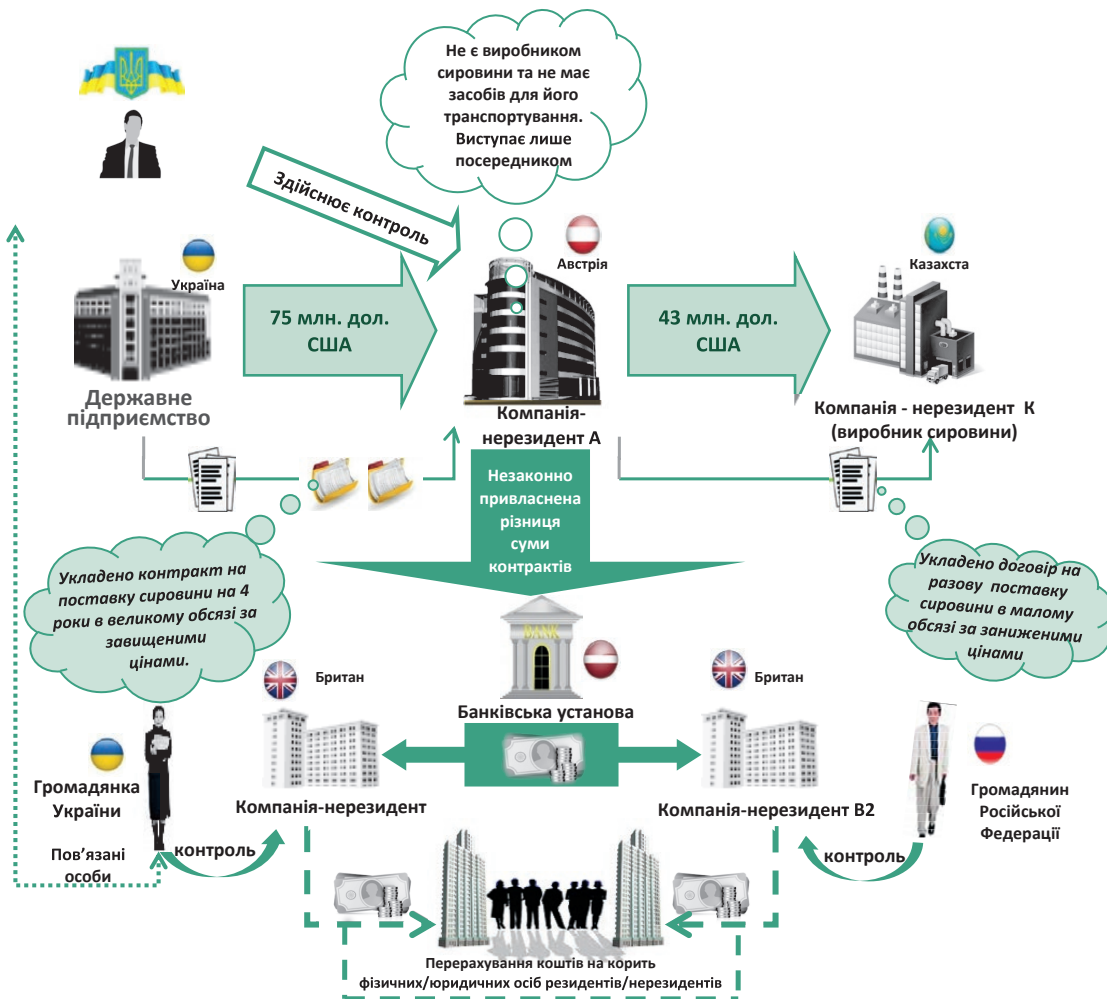 Не є виробником
сировини та не має
засобів для його
транспортування.
Виступає лише
посередником
Здійснює контроль
Україна
Австрія
Казахста
75 млн. дол.
США
43 млн. дол.
США
Державне
підприємство
Компанія-
нерезидент А
Компанія - нерезидент К
(виробник сировини)
Незаконно
привласнена
різниця
суми
контрактів
Укладено контракт на
поставку сировини на 4
роки в великому обсязі за
завищеними
цінами.
Укладено договір на
разову поставку
сировини в малому
обсязі за заниженими
цінами
BANK
Британ
Британ
Банківська установа
Громадянка
України
Компанія-нерезидент
Компанія-нерезидент В2
Громадянин
Російської
Федерації
Пов’язані
особи
контроль
контроль
Перерахування коштів на корить
фізичних/юридичних осіб резидентів/нерезидентів